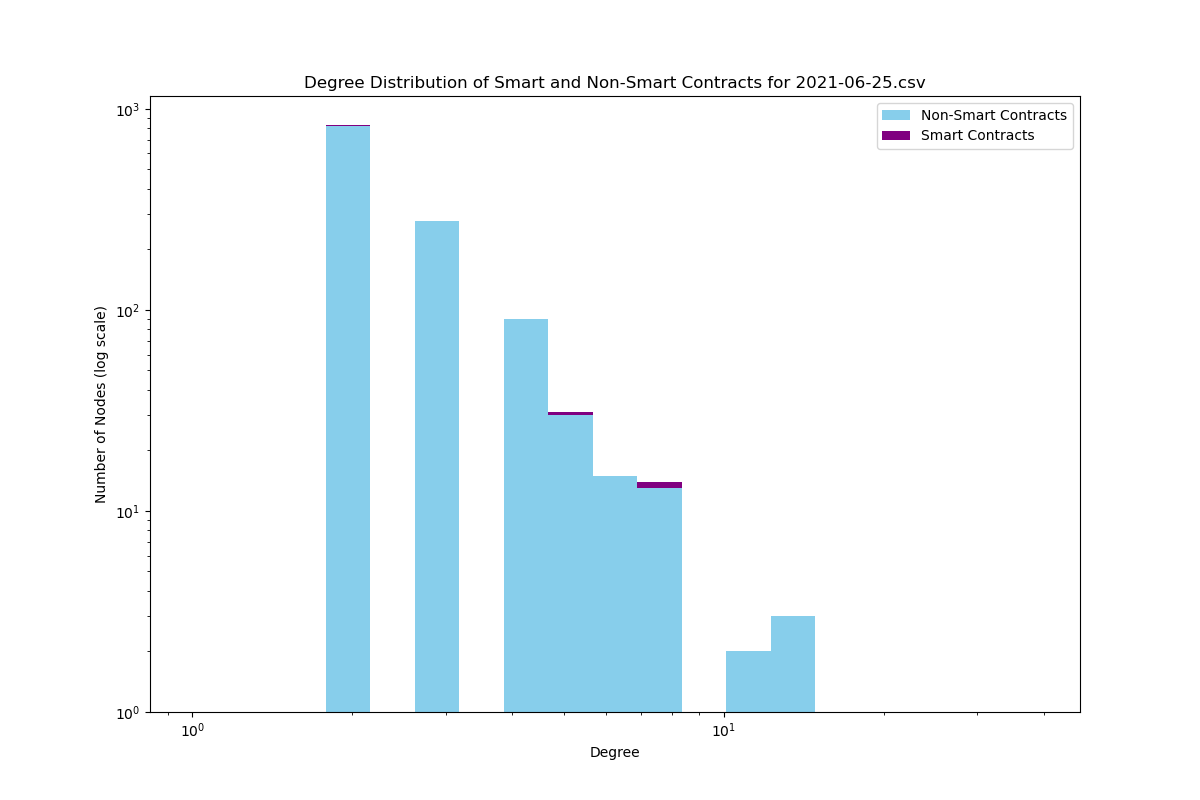 Degree Distribution of Smart and Non-Smart Contracts for 2021-06-25.csv
Non-Smart Contracts
Smart Contracts
Number of Nodes (log scale)
10³
10²
10¹
10⁰
10⁰ 10¹
Degree